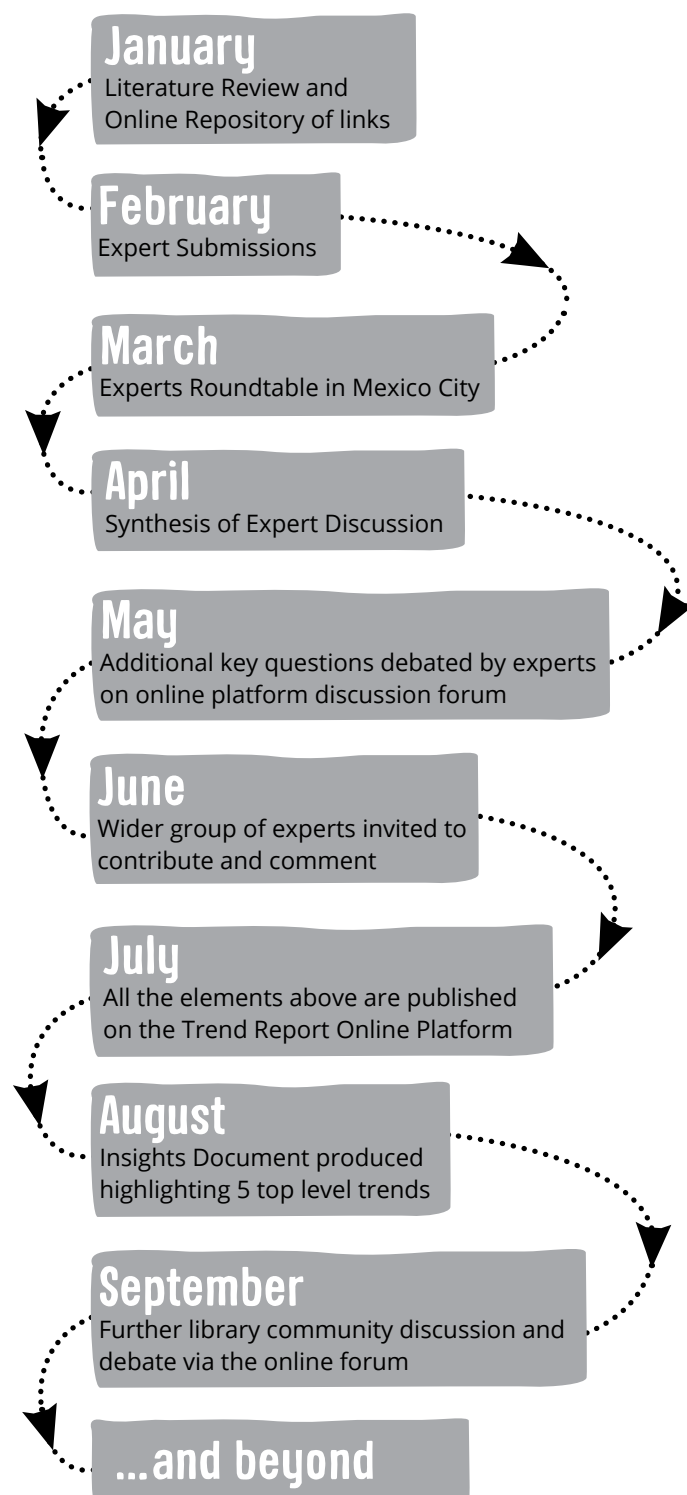 January
Literature Review and
Online Repository of links
February
Expert Submissions
March
Experts Roundtable in Mexico City
April
Synthesis of Expert Discussion
May
Additional key questions debated by experts
on online platform discussion forum
June
Wider group of experts invited to
contribute and comment
July
All the elements above are published
on the Trend Report Online Platform
August
Insights Document produced
highlighting 5 top level trends
September
Further library community discussion and
debate via the online forum
...and beyond